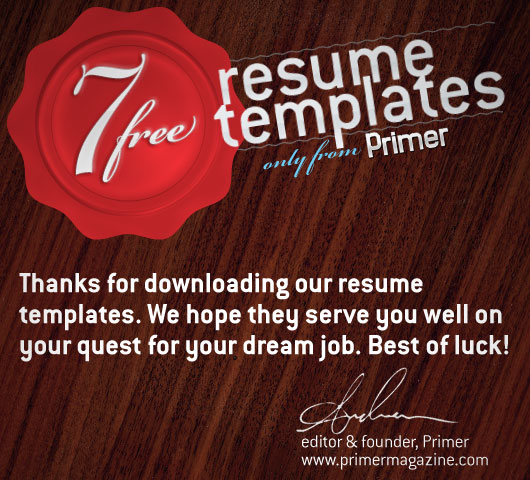 7 free
resume
templates
only from Primer
Thanks for downloading our resume
templates. We hope they serve you well on
your quest for your dream job. Best of luck!
Andrew
editor & founder, Primer
www.primermagazine.com